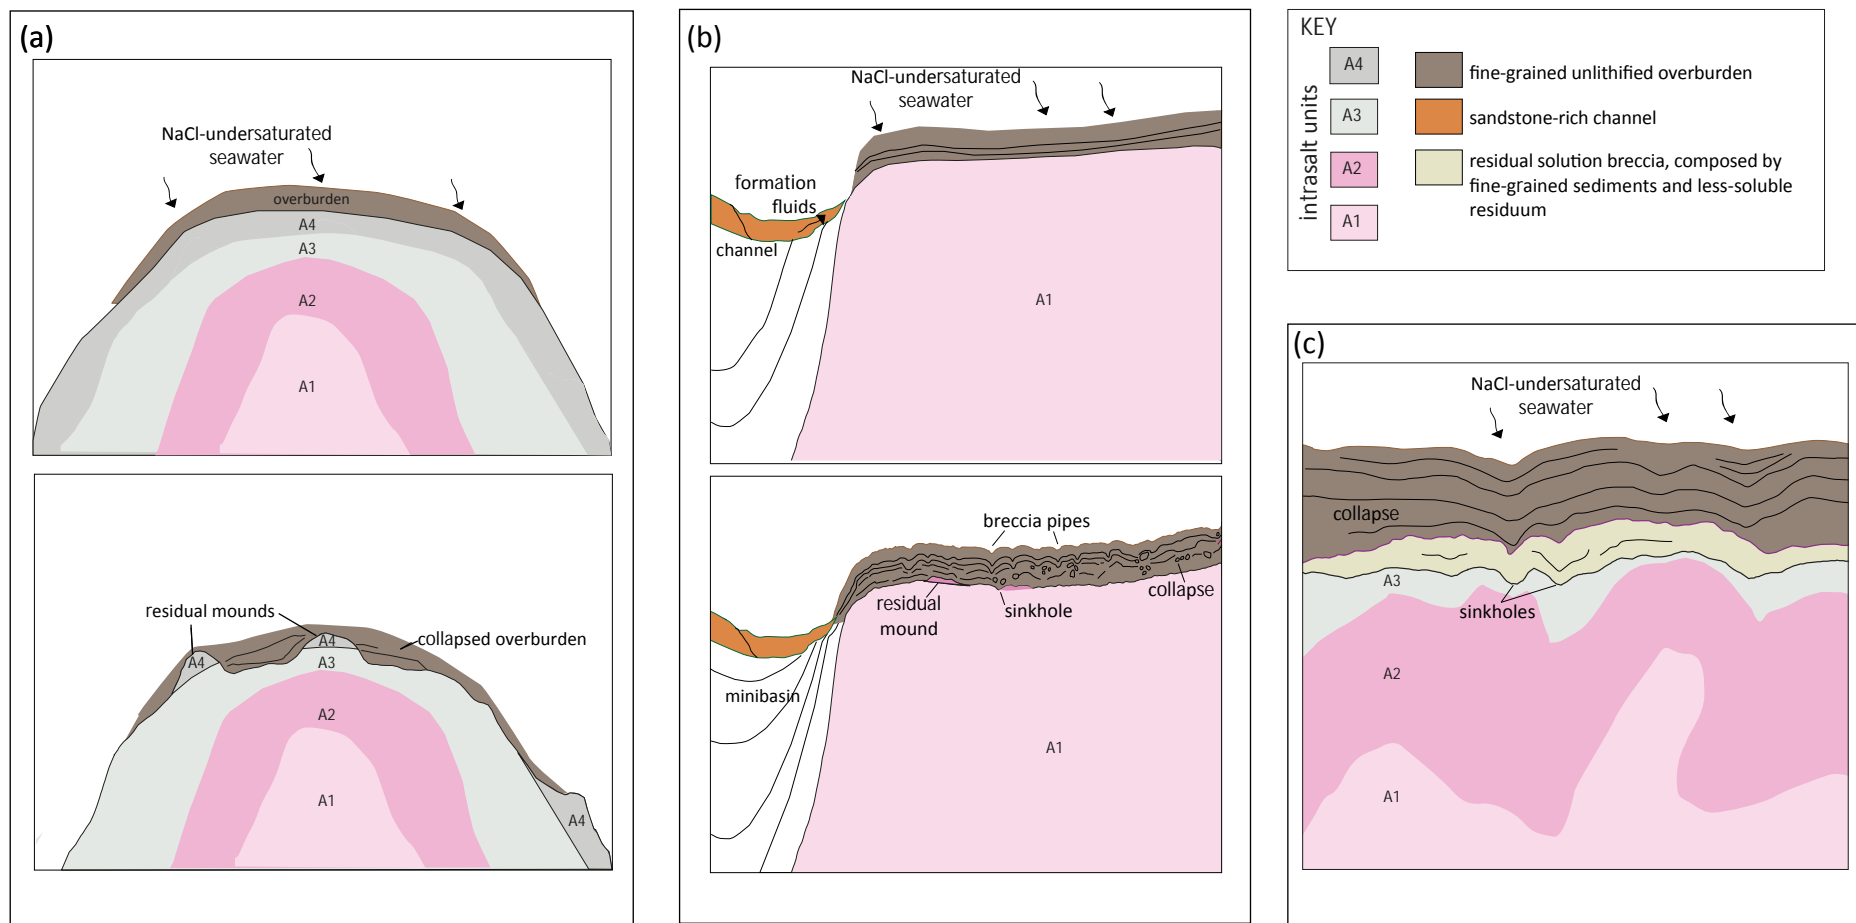 (a)
NaCl-undersaturated
seawater
overburden
A4
A3
A2
A1
residual mounds
collapsed overburden
A4
A4
A3
A2
A1
A4
(b)
NaCl-undersaturated
seawater
formation
fluids
channel
A1
breccia pipes
residual
mound
sinkhole
collapse
minibasin
A1
KEY
intrasalt units
A4
A3
A2
A1
fine-grained unlithified overburden
sandstone-rich channel
residual solution breccia, composed by
fine-grained sediments and less-soluble
residuum
(c)
NaCl-undersaturated
seawater
collapse
A3
sinkholes
A2
A1